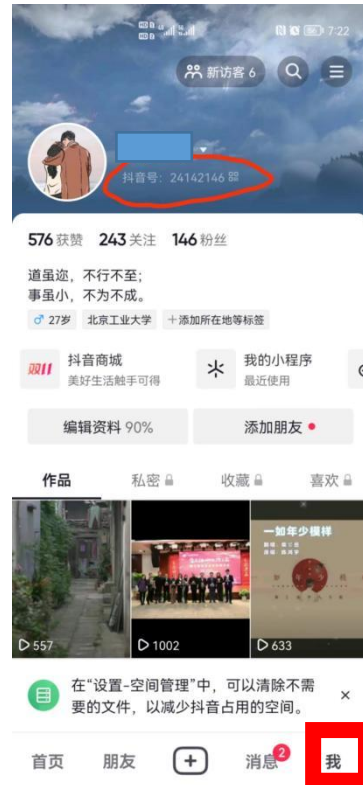 7:22
新访客 6
抖音号: 24142146
576 获赞 243 关注 146 粉丝
道虽迩，不行不至；
事虽小，不为不成。
♂ 27岁 北京工业大学 +添加所在地等标签
双11 抖音商城 我的小程序
美好生活触手可得 最近使用
编辑资料 90% 添加朋友
作品 私密 收藏 喜欢
一如年少模样
557 1002 633
在“设置-空间管理”中，可以清除不需
要的文件，以减少抖音占用的空间。
首页 朋友 + 消息 2 我